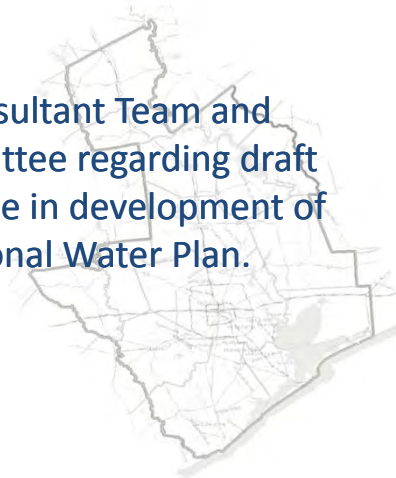 sultant Team and
ttee regarding draft
e in development of
onal Water Plan.